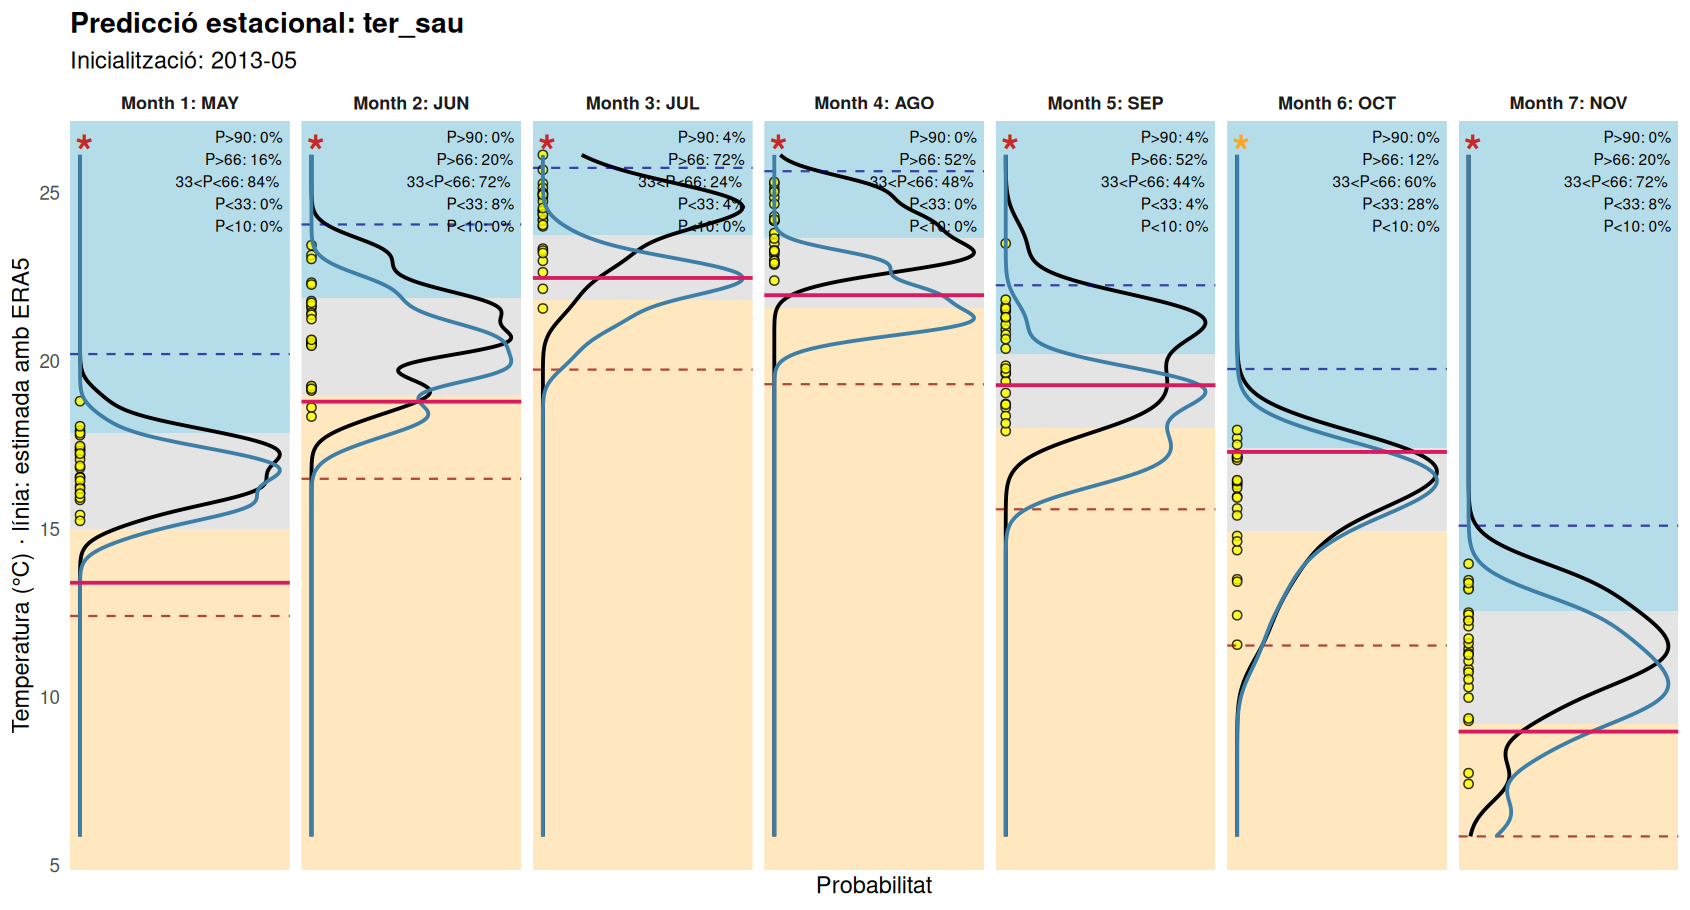 Predicció estacional: ter_sau
Inicialització: 2013-05
Month 1: MAY
Month 2: JUN
Month 3: JUL
Month 4: AGO
Month 5: SEP
Month 6: OCT
Month 7: NOV
*
P>90: 0%
P>66: 16%
33<P<66: 84%
P<33: 0%
P<10: 0%
*
P>90: 0%
P>66: 20%
33<P<66: 72%
P<33: 8%
P<10: 0%
*
P>90: 4%
P>66: 72%
33<P<66: 24%
P<33: 4%
P<10: 0%
*
P>90: 0%
P>66: 52%
33<P<66: 48%
P<33: 0%
P<10: 0%
*
P>90: 4%
P>66: 52%
33<P<66: 44%
P<33: 4%
P<10: 0%
*
P>90: 0%
P>66: 12%
33<P<66: 60%
P<33: 28%
P<10: 0%
*
P>90: 0%
P>66: 20%
33<P<66: 72%
P<33: 8%
P<10: 0%
25
20
15
10
5
Temperatura (°C) · línia: estimada amb ERA5
Probabilitat